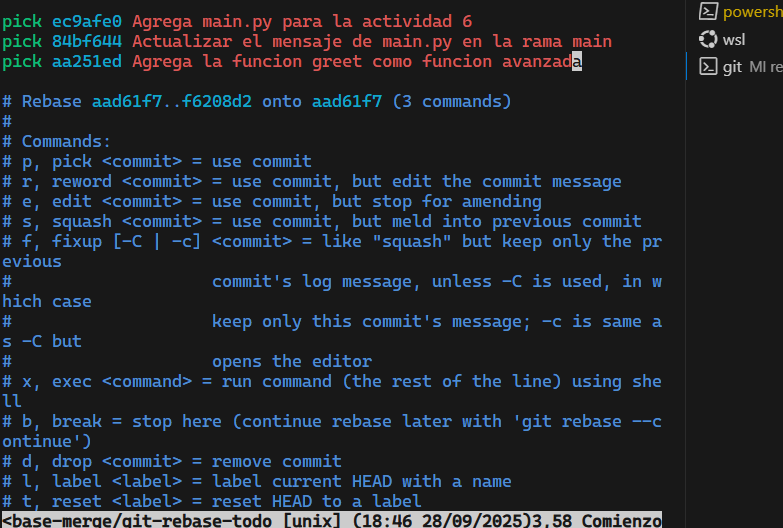 pick ec9afe0 Agrega main.py para la actividad 6
pick 84bf644 Actualizar el mensaje de main.py en la rama main
pick aa251ed Agrega la funcion greet como funcion avanzada

# Rebase aad61f7..f6208d2 onto aad61f7 (3 commands)
#
# Commands:
# p, pick <commit> = use commit
# r, reword <commit> = use commit, but edit the commit message
# e, edit <commit> = use commit, but stop for amending
# s, squash <commit> = use commit, but meld into previous commit
# f, fixup [-C | -c] <commit> = like "squash" but keep only the pr
evious
#                    commit's log message, unless -C is used, in w
hich case
#                    keep only this commit's message; -c is same a
s -C but
#                    opens the editor
# x, exec <command> = run command (the rest of the line) using she
ll
# b, break = stop here (continue rebase later with 'git rebase --c
ontinue')
# d, drop <commit> = remove commit
# l, label <label> = label current HEAD with a name
# t, reset <label> = reset HEAD to a label
<base-merge/git-rebase-todo [unix] (18:46 28/09/2025)3,58 Comienzo
powersh
wsl
git MI re